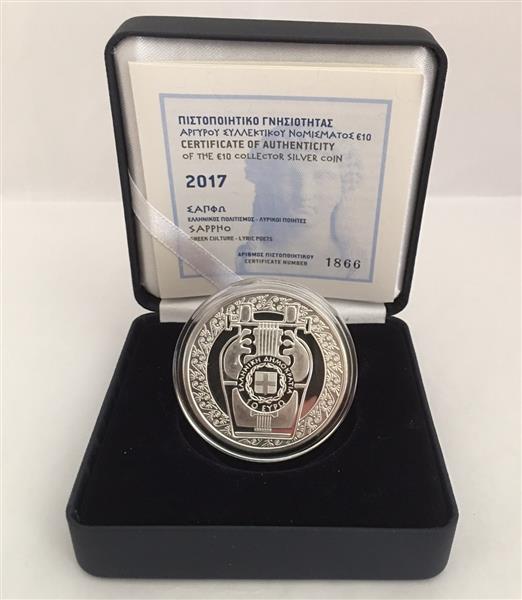 ΠΙΣΤΟΠΟΙΗΤΙΚΟ ΓΝΗΣΙΟΤΗΤΑΣ
ΑΡΓΥΡΟΥ ΣΥΛΛΕΚΤΙΚΟΥ ΝΟΜΙΣΜΑΤΟΣ €10
CERTIFICATE OF AUTHENTICITY
OF THE €10 COLLECTOR SILVER COIN
2017
ΣΑΠΦΩ
ΕΛΛΗΝΙΚΟΣ ΠΟΛΙΤΙΣΜΟΣ - ΛΥΡΙΚΟΙ ΠΟΙΗΤΕΣ
SAPPHO
GREEK CULTURE - LYRIC POETS
ΑΡΙΘΜΟΣ ΠΙΣΤΟΠΟΙΗΤΙΚΟΥ
CERTIFICATE NUMBER 1866
ΕΛΛΗΝΙΚΗ ΔΗΜΟΚΡΑΤΙΑ
10 ΕΥΡΩ